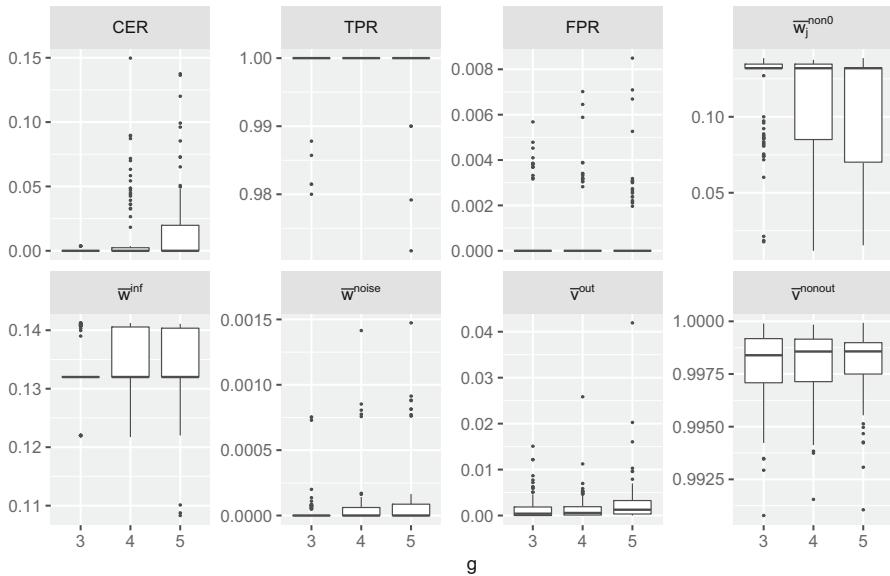 CER TPR FPR w̅ⱼⁿᵒⁿ⁰
0.15 1.00 0.008 0.10
0.10 0.99 0.006 0.05
0.05 0.98 0.004
0.00 0.002
0.000
w̅ⁱⁿᶠ w̅ⁿᵒⁱˢᵉ v̅ᵒᵘᵗ v̅ⁿᵒⁿᵒᵘᵗ
0.14 0.0015 0.04 1.0000
0.13 0.0010 0.03 0.9975
0.12 0.0005 0.02 0.9950
0.11 0.0000 0.01 0.9925
0.00
3 4 5 3 4 5 3 4 5 3 4 5
g